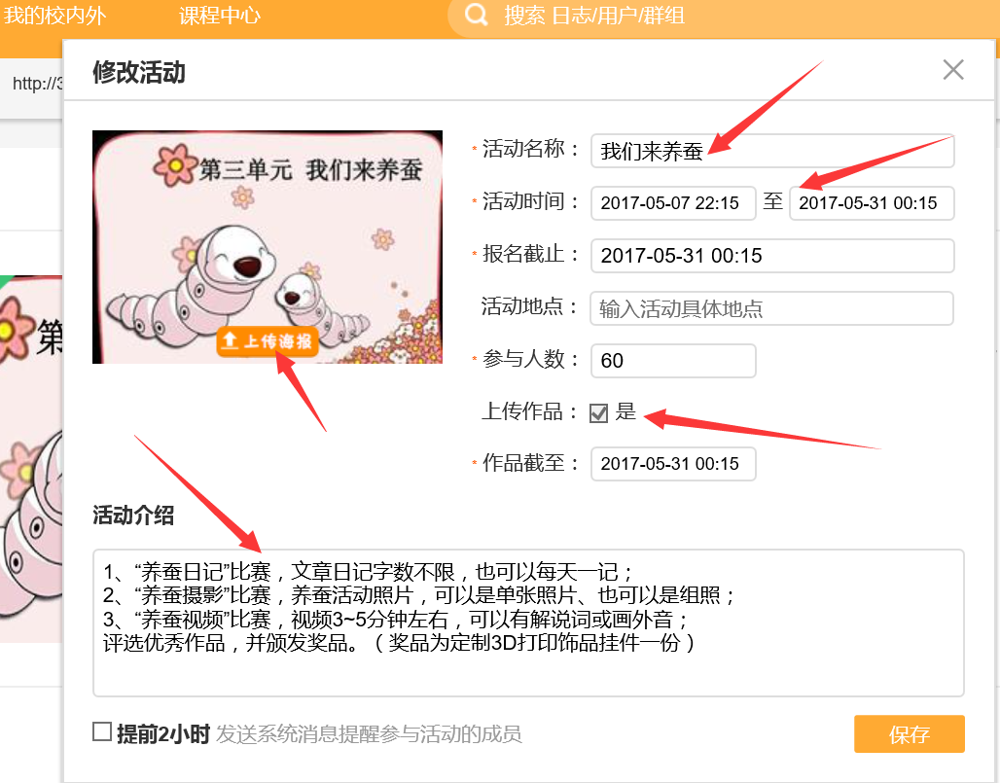 我的校内外 课程中心 搜索 日志/用户/群组
http://3
修改活动
第三单元 我们来养蚕
上传海报
第
* 活动名称： 我们来养蚕
* 活动时间： 2017-05-07 22:15 至 2017-05-31 00:15
* 报名截止： 2017-05-31 00:15
活动地点： 输入活动具体地点
* 参与人数： 60
上传作品： 是
* 作品截至： 2017-05-31 00:15
活动介绍
1、“养蚕日记”比赛，文章日记字数不限，也可以每天一记；
2、“养蚕摄影”比赛，养蚕活动照片，可以是单张照片、也可以是组照；
3、“养蚕视频”比赛，视频3~5分钟左右，可以有解说词或画外音；
评选优秀作品，并颁发奖品。（奖品为定制3D打印饰品挂件一份）
提前2小时 发送系统消息提醒参与活动的成员
保存